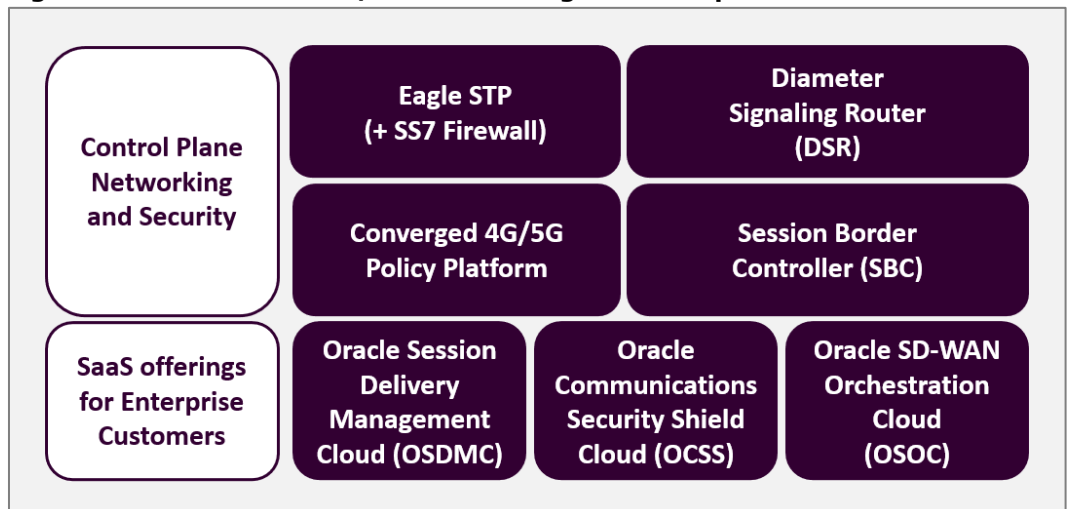 Control Plane
Networking
and Security
Eagle STP
(+ SS7 Firewall)
Diameter
Signaling Router
(DSR)
Converged 4G/5G
Policy Platform
Session Border
Controller (SBC)
SaaS offerings
for Enterprise
Customers
Oracle Session
Delivery
Management
Cloud (OSDMC)
Oracle
Communications
Security Shield
Cloud (OCSS)
Oracle SD-WAN
Orchestration
Cloud
(OSOC)